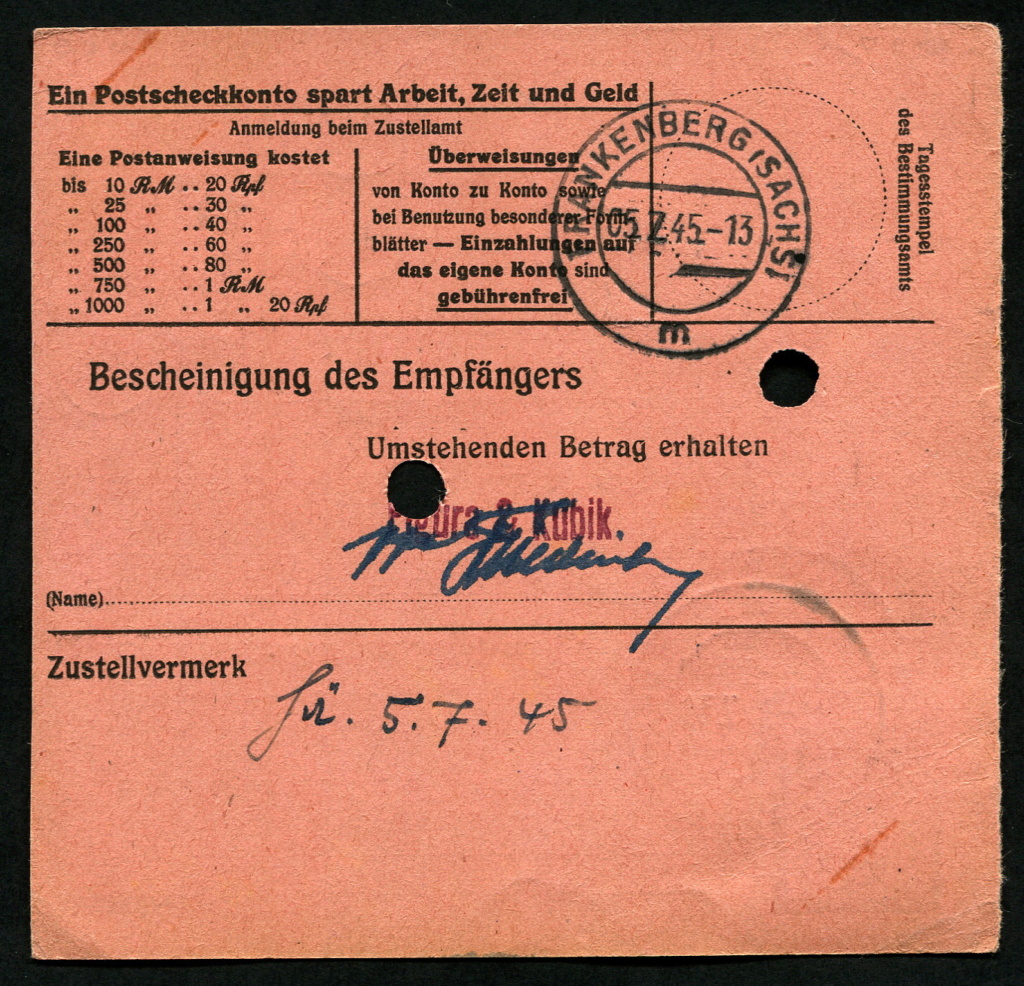 Ein Postscheckkonto spart Arbeit, Zeit und Geld
Anmeldung beim Zustellamt
Eine Postanweisung kostet
bis 10 RM .. 20 Rpf
„ 25 „ .. 30 „
„ 100 „ .. 40 „
„ 250 „ .. 60 „
„ 500 „ .. 80 „
„ 750 „ .. 1 RM
„ 1000 „ .. 1 „ 20 Rpf
Überweisungen
von Konto zu Konto sowie
bei Benutzung besonderer Form-
blätter — Einzahlungen auf
das eigene Konto sind
gebührenfrei
FRANKENBERG (SACHS)
05.7.45.-13
m
Tagesstempel
des Bestimmungsamts
Bescheinigung des Empfängers
Umstehenden Betrag erhalten
& Kubik.
(Name)
Zustellvermerk
5.7.45